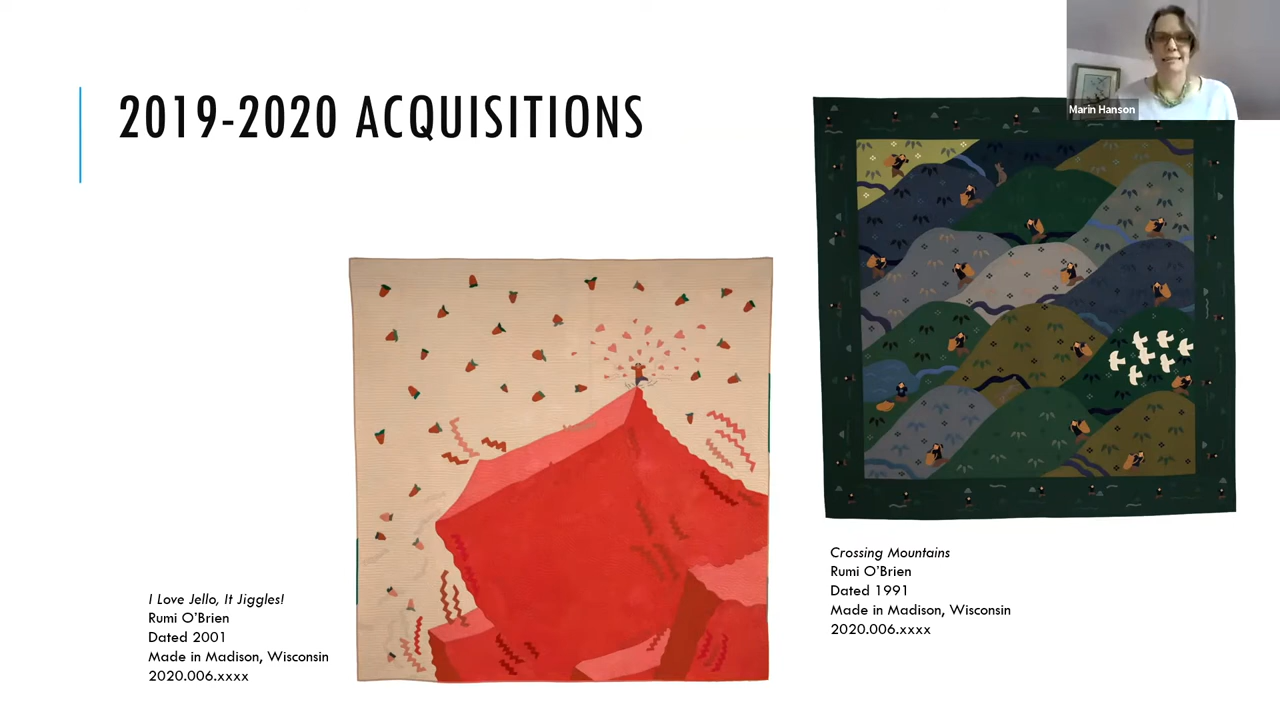 2019-2020 ACQUISITIONS
Marin Hanson
I Love Jello, It Jiggles!
Rumi O'Brien
Dated 2001
Made in Madison, Wisconsin
2020.006.xxxx
Crossing Mountains
Rumi O'Brien
Dated 1991
Made in Madison, Wisconsin
2020.006.xxxx